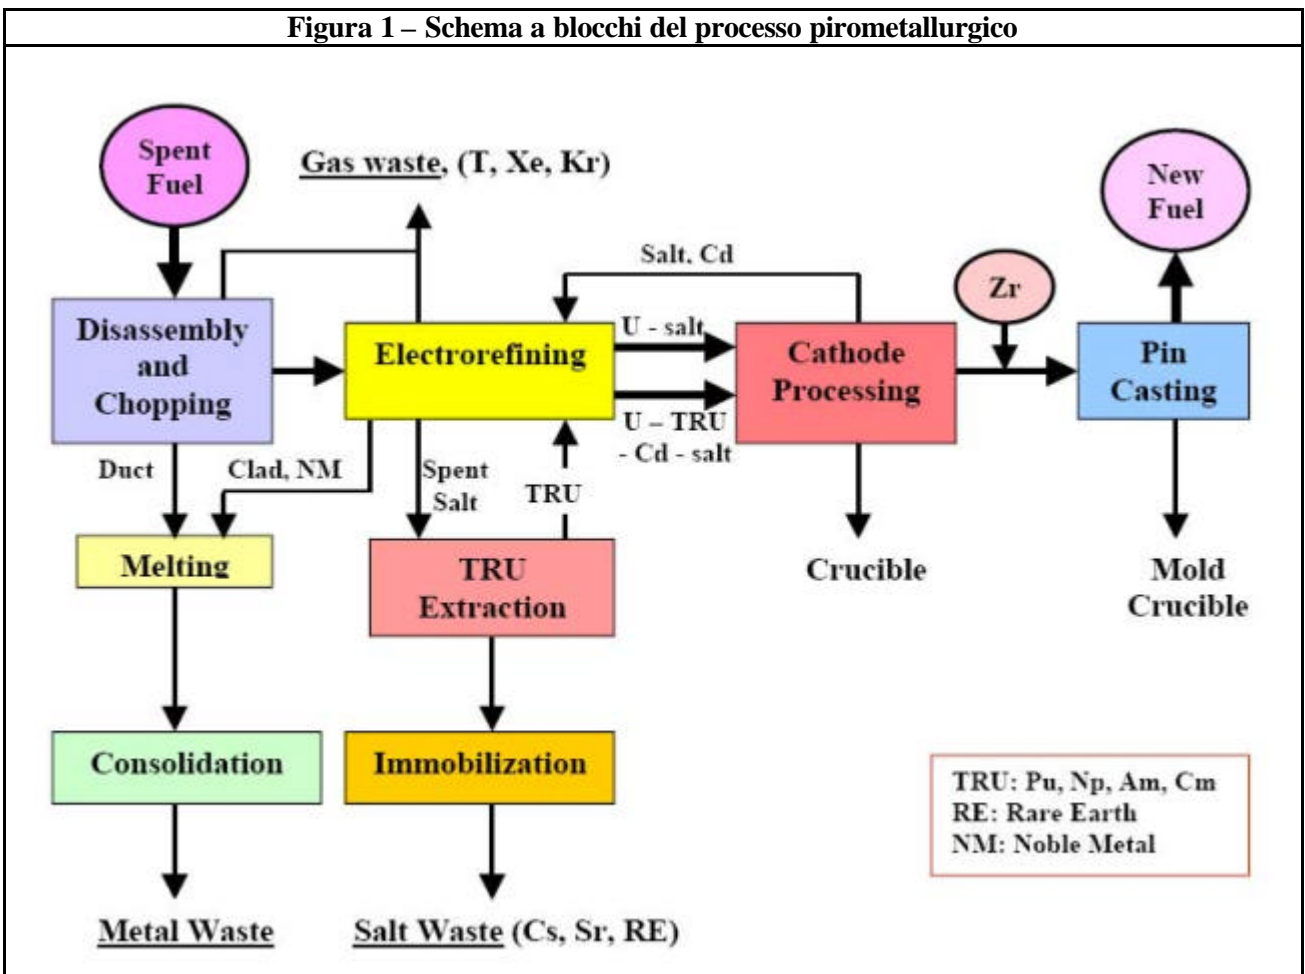 Figura 1 – Schema a blocchi del processo pirometallurgico
Spent
Fuel
Gas waste, (T, Xe, Kr)
New
Fuel
Salt, Cd
Zr
Disassembly
and
Chopping
Electrorefining
U - salt
U – TRU
- Cd - salt
Cathode
Processing
Pin
Casting
Duct
Clad, NM
Spent
Salt
TRU
Melting
TRU
Extraction
Crucible
Mold
Crucible
Consolidation
Immobilization
TRU: Pu, Np, Am, Cm
RE: Rare Earth
NM: Noble Metal
Metal Waste
Salt Waste (Cs, Sr, RE)